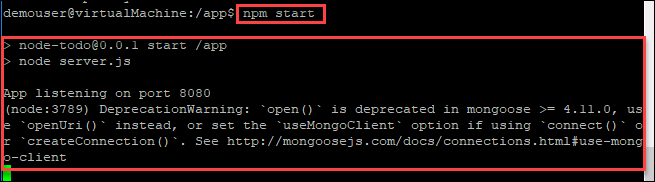 demouser@virtualMachine:/app$ npm start
> node-todo@0.0.1 start /app
> node server.js
App listening on port 8080
(node:3789) DeprecationWarning: `open()` is deprecated in mongoose >= 4.11.0, us
e `openUri()` instead, or set the `useMongoClient` option if using `connect()` o
r `createConnection()`. See http://mongoosejs.com/docs/connections.html#use-mong
o-client